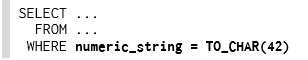 SELECT ...
FROM ...
WHERE numeric_string = TO_CHAR(42)